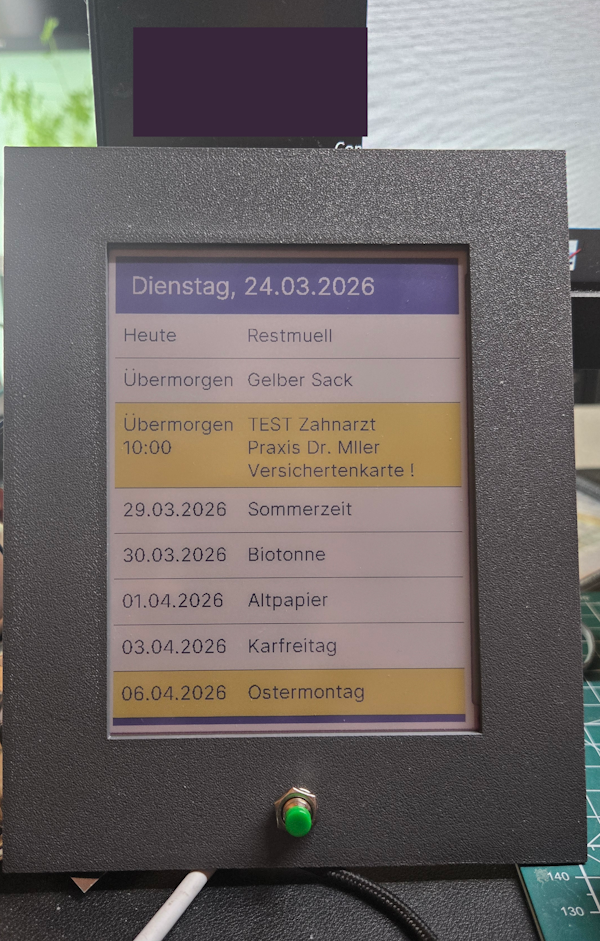 Dienstag, 24.03.2026
Heute Restmuell
Übermorgen Gelber Sack
Übermorgen TEST Zahnarzt
10:00 Praxis Dr. Mller
Versichertenkarte !
29.03.2026 Sommerzeit
30.03.2026 Biotonne
01.04.2026 Altpapier
03.04.2026 Karfreitag
06.04.2026 Ostermontag
140
130